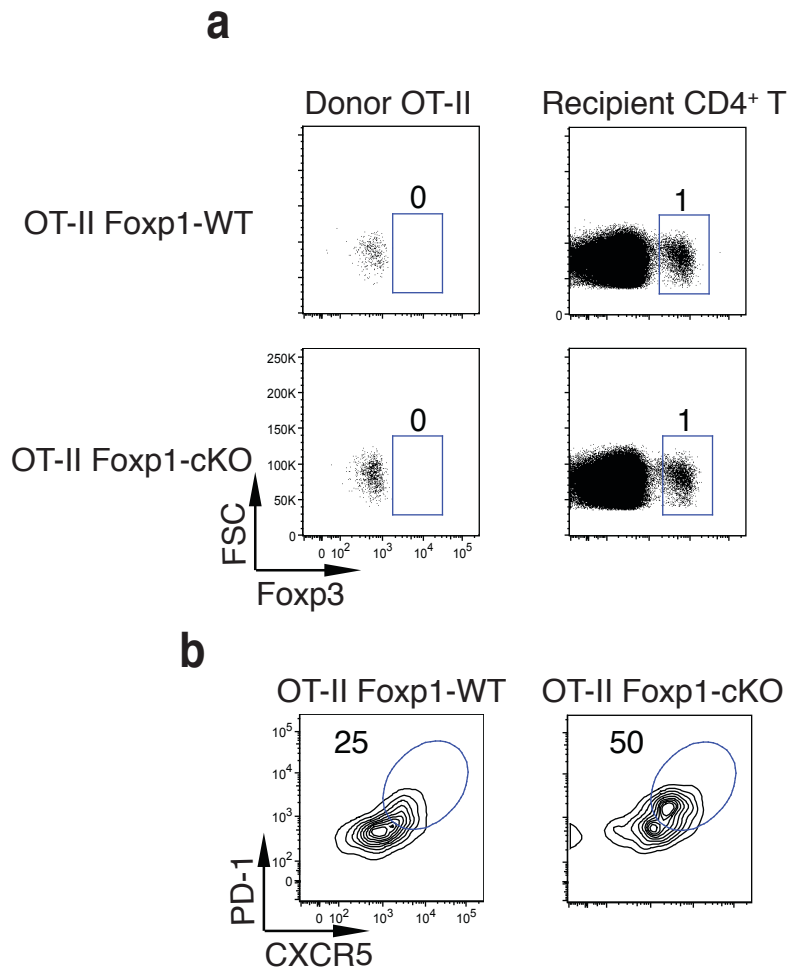 a
Donor OT-II
Recipient CD4⁺ T
OT-II Foxp1-WT
0
1
0
OT-II Foxp1-cKO
250K
200K
150K
100K
50K
0
0
1
0 10² 10³ 10⁴ 10⁵
FSC
Foxp3
b
OT-II Foxp1-WT
OT-II Foxp1-cKO
10⁵
10⁴
10³
10²
0
25
50
0 10² 10³ 10⁴ 10⁵
PD-1
CXCR5